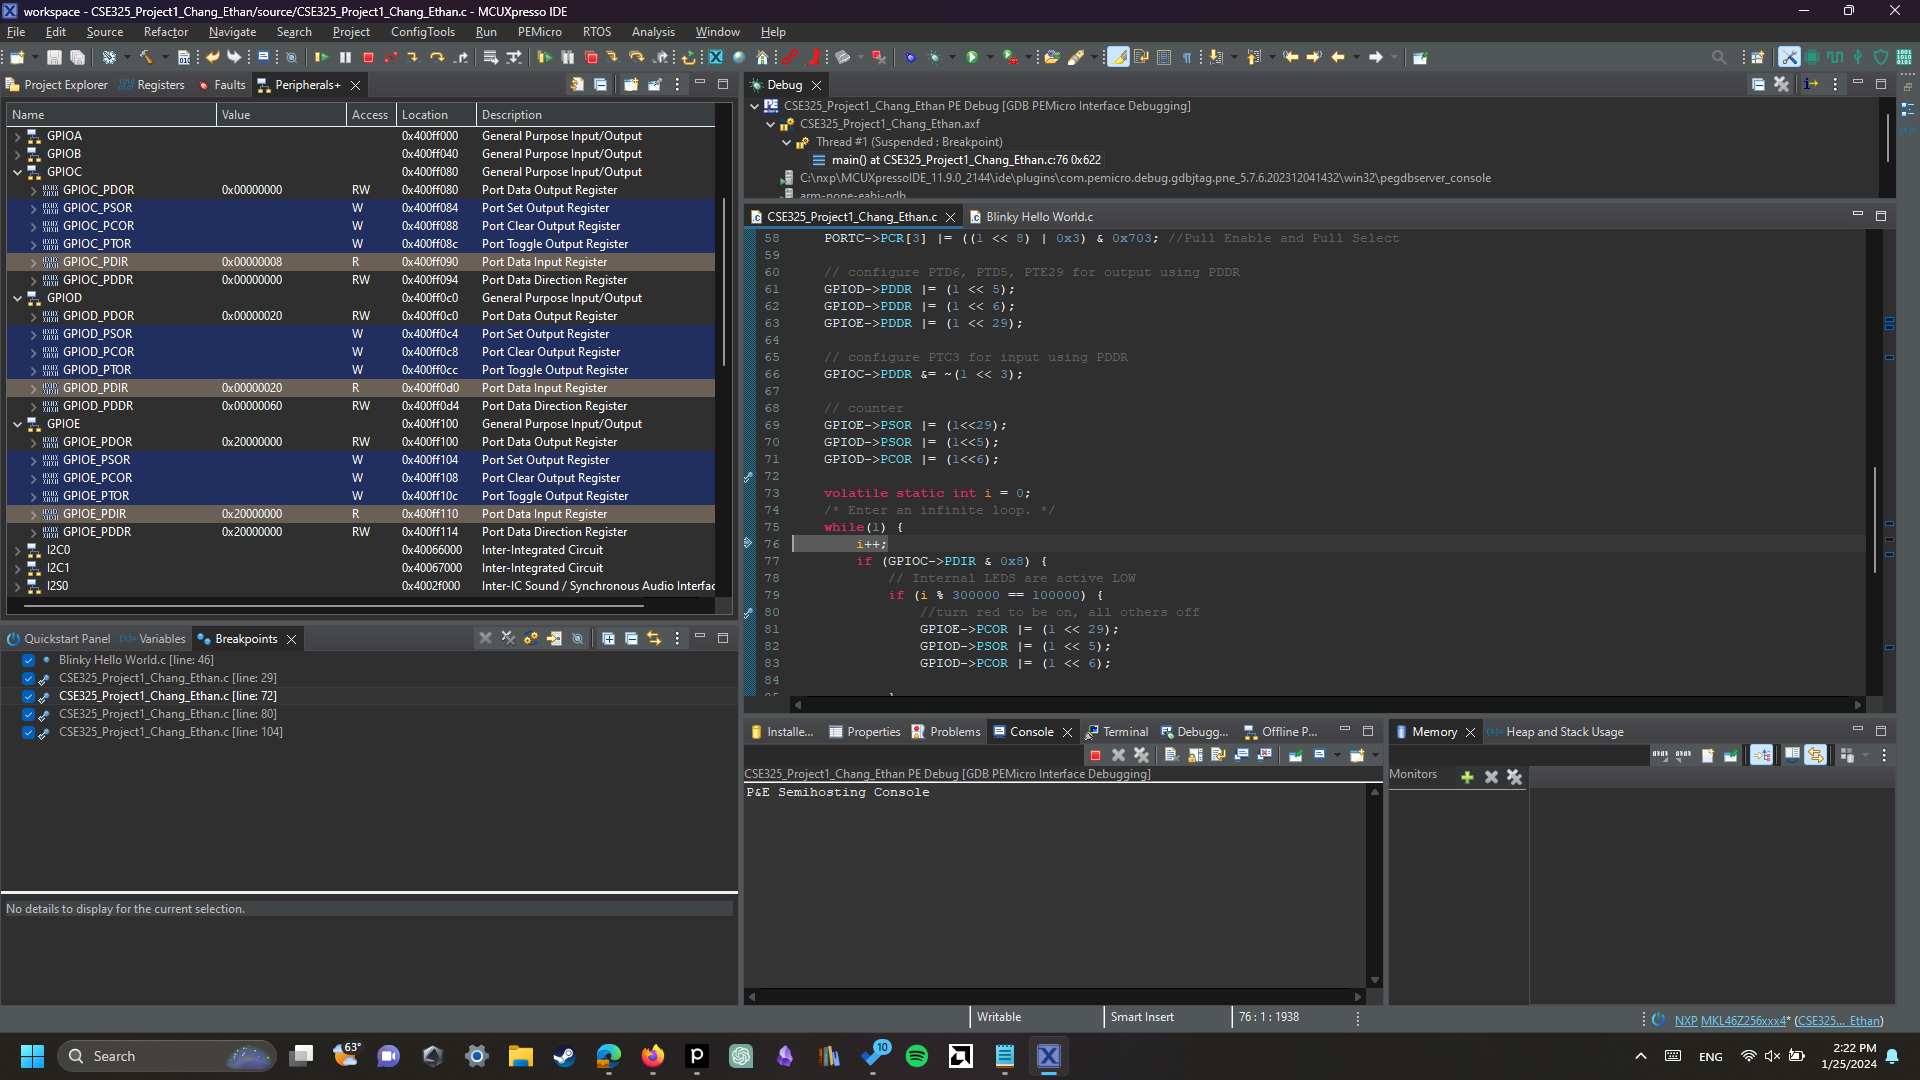 workspace - CSE325_Project1_Chang_Ethan/source/CSE325_Project1_Chang_Ethan.c - MCUXpresso IDE
File Edit Source Refactor Navigate Search Project ConfigTools Run PEMicro RTOS Analysis Window Help
Project Explorer Registers Faults Peripherals+
Name Value Access Location Description
GPIOA 0x400ff000 General Purpose Input/Output
GPIOB 0x400ff040 General Purpose Input/Output
GPIOC 0x400ff080 General Purpose Input/Output
GPIOC_PDOR 0x00000000 RW 0x400ff080 Port Data Output Register
GPIOC_PSOR W 0x400ff084 Port Set Output Register
GPIOC_PCOR W 0x400ff088 Port Clear Output Register
GPIOC_PTOR W 0x400ff08c Port Toggle Output Register
GPIOC_PDIR 0x00000008 R 0x400ff090 Port Data Input Register
GPIOC_PDDR 0x00000000 RW 0x400ff094 Port Data Direction Register
GPIOD 0x400ff0c0 General Purpose Input/Output
GPIOD_PDOR 0x00000020 RW 0x400ff0c0 Port Data Output Register
GPIOD_PSOR W 0x400ff0c4 Port Set Output Register
GPIOD_PCOR W 0x400ff0c8 Port Clear Output Register
GPIOD_PTOR W 0x400ff0cc Port Toggle Output Register
GPIOD_PDIR 0x00000020 R 0x400ff0d0 Port Data Input Register
GPIOD_PDDR 0x00000060 RW 0x400ff0d4 Port Data Direction Register
GPIOE 0x400ff100 General Purpose Input/Output
GPIOE_PDOR 0x20000000 RW 0x400ff100 Port Data Output Register
GPIOE_PSOR W 0x400ff104 Port Set Output Register
GPIOE_PCOR W 0x400ff108 Port Clear Output Register
GPIOE_PTOR W 0x400ff10c Port Toggle Output Register
GPIOE_PDIR 0x20000000 R 0x400ff110 Port Data Input Register
GPIOE_PDDR 0x20000000 RW 0x400ff114 Port Data Direction Register
I2C0 0x40066000 Inter-Integrated Circuit
I2C1 0x40067000 Inter-Integrated Circuit
I2S0 0x4002f000 Inter-IC Sound / Synchronous Audio Interfac
Quickstart Panel (x)= Variables Breakpoints
Blinky Hello World.c [line: 46]
CSE325_Project1_Chang_Ethan.c [line: 29]
CSE325_Project1_Chang_Ethan.c [line: 72]
CSE325_Project1_Chang_Ethan.c [line: 80]
CSE325_Project1_Chang_Ethan.c [line: 104]
No details to display for the current selection.
Debug
CSE325_Project1_Chang_Ethan PE Debug [GDB PEMicro Interface Debugging]
CSE325_Project1_Chang_Ethan.axf
Thread #1 (Suspended : Breakpoint)
main() at CSE325_Project1_Chang_Ethan.c:76 0x622
C:\nxp\MCUXpressoIDE_11.9.0_2144\ide\plugins\com.pemicro.debug.gdbjtag.pne_5.7.6.202312041432\win32\pegdbserver_console
arm-none-eabi-gdb
CSE325_Project1_Chang_Ethan.c Blinky Hello World.c
58 PORTC->PCR[3] |= ((1 << 8) | 0x3) & 0x703; //Pull Enable and Pull Select
59
60 // configure PTD6, PTD5, PTE29 for output using PDDR
61 GPIOD->PDDR |= (1 << 5);
62 GPIOD->PDDR |= (1 << 6);
63 GPIOE->PDDR |= (1 << 29);
64
65 // configure PTC3 for input using PDDR
66 GPIOC->PDDR &= ~(1 << 3);
67
68 // counter
69 GPIOE->PSOR |= (1<<29);
70 GPIOD->PSOR |= (1<<5);
71 GPIOD->PCOR |= (1<<6);
72
73 volatile static int i = 0;
74 /* Enter an infinite loop. */
75 while(1) {
76 i++;
77 if (GPIOC->PDIR & 0x8) {
78 // Internal LEDS are active LOW
79 if (i % 300000 == 100000) {
80 //turn red to be on, all others off
81 GPIOE->PCOR |= (1 << 29);
82 GPIOD->PSOR |= (1 << 5);
83 GPIOD->PCOR |= (1 << 6);
84
Installe... Properties Problems Console Terminal Debugg... Offline P...
CSE325_Project1_Chang_Ethan PE Debug [GDB PEMicro Interface Debugging]
P&E Semihosting Console
Memory (x)= Heap and Stack Usage
Monitors
Writable Smart Insert 76 : 1 : 1938
NXP MKL46Z256xxx4* (CSE325... Ethan)
Search
63°
10
ENG
2:22 PM
1/25/2024